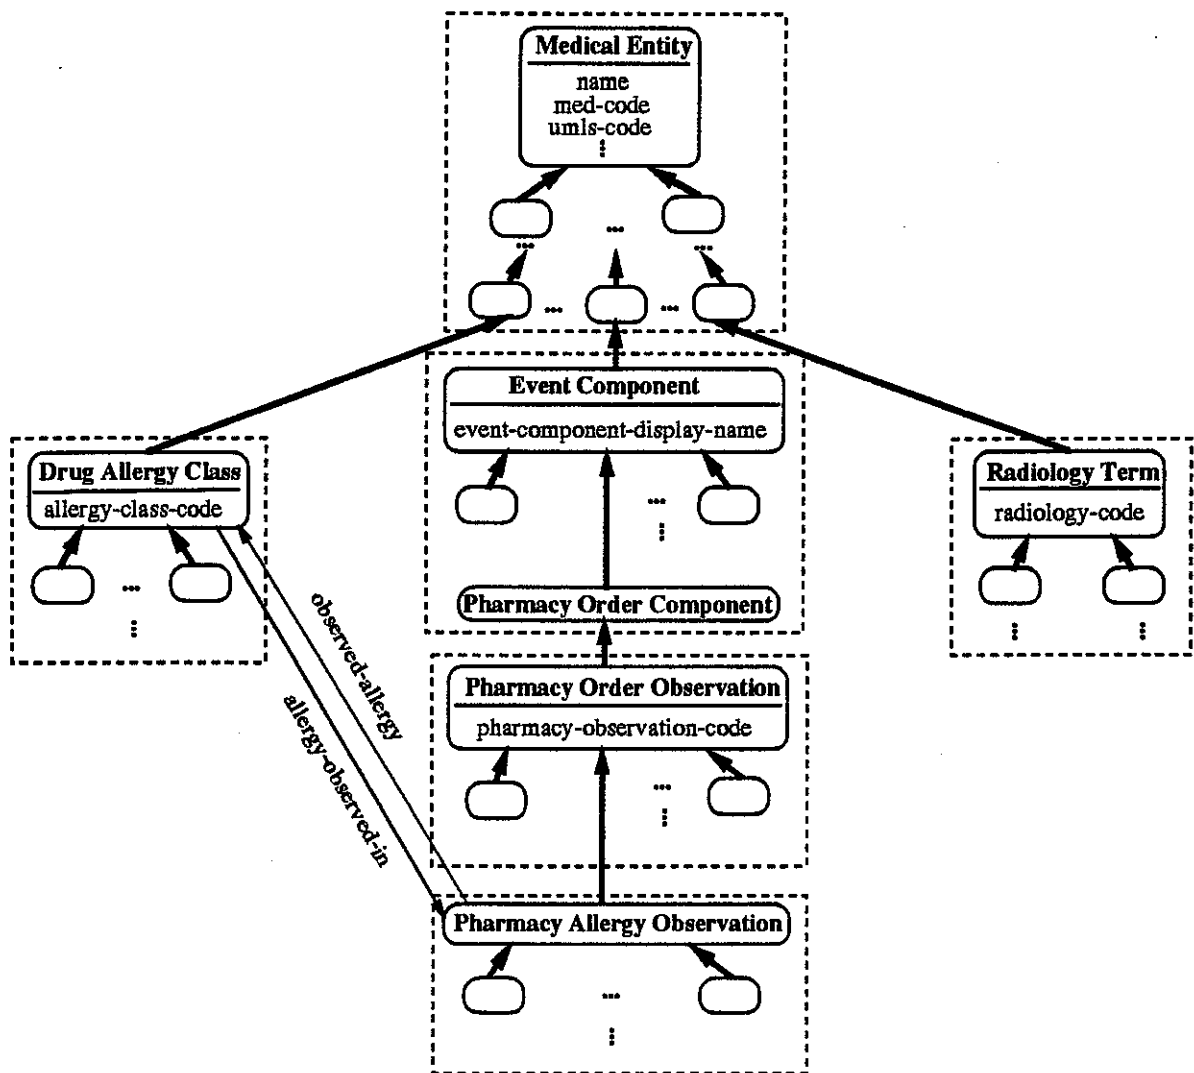 Medical Entity
name
med-code
umls-code
Event Component
event-component-display-name
Drug Allergy Class
allergy-class-code
Radiology Term
radiology-code
Pharmacy Order Component
observed-allergy
allergy-observed-in
Pharmacy Order Observation
pharmacy-observation-code
Pharmacy Allergy Observation